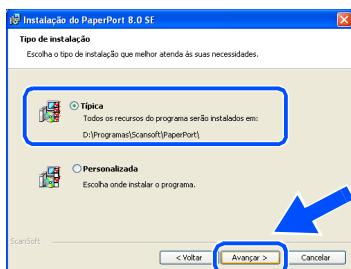 Instalação do PaperPort 8.0 SE
Tipo de instalação
Escolha o tipo de instalação que melhor atenda às suas necessidades.
Típica
Todos os recursos do programa serão instalados em:
D:\Programas\Scansoft\PaperPort\
Personalizada
Escolha onde instalar o programa.
ScanSoft
< Voltar
Avançar >
Cancelar